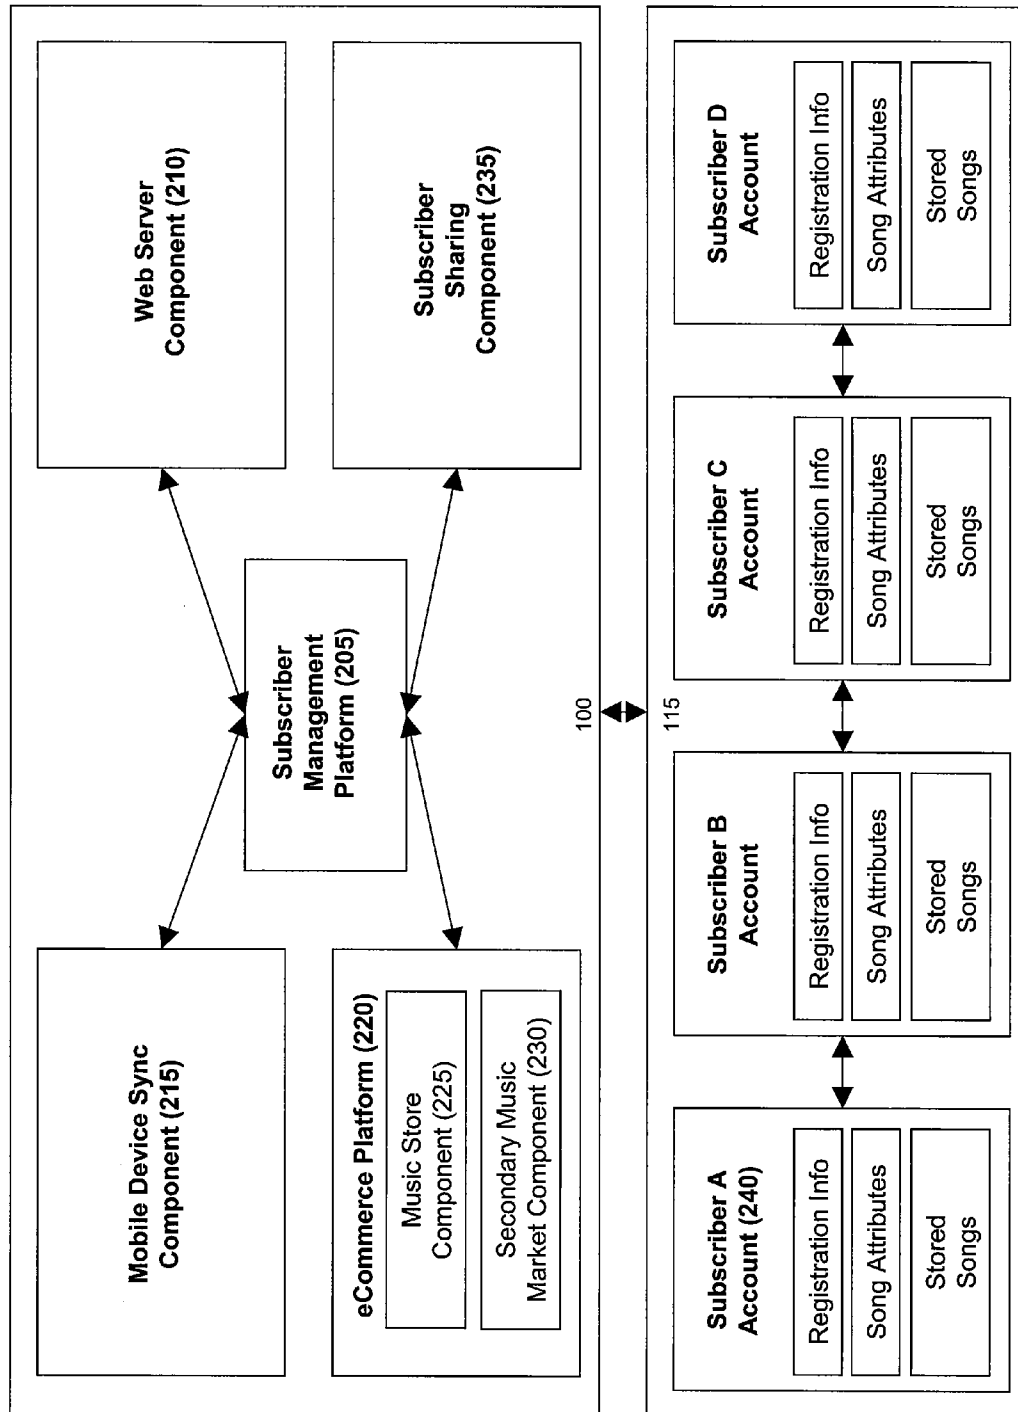 Mobile Device Sync
Component (215)
Web Server
Component (210)
Subscriber
Management
Platform (205)
eCommerce Platform (220)
Music Store
Component (225)
Secondary Music
Market Component (230)
Subscriber
Sharing
Component (235)
100
115
Subscriber A
Account (240)
Registration Info
Song Attributes
Stored
Songs
Subscriber B
Account
Registration Info
Song Attributes
Stored
Songs
Subscriber C
Account
Registration Info
Song Attributes
Stored
Songs
Subscriber D
Account
Registration Info
Song Attributes
Stored
Songs